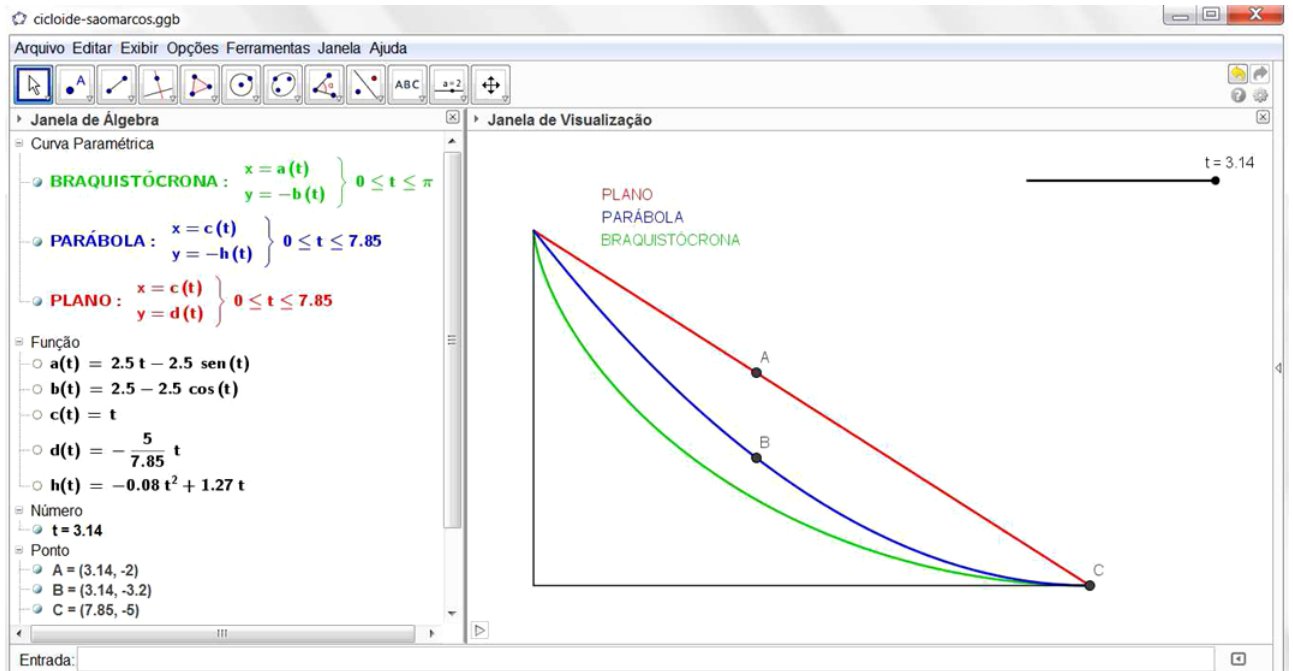 cicloide-saomarcos.ggb
Arquivo Editar Exibir Opções Ferramentas Janela Ajuda
A
ABC
a=2
Janela de Álgebra
Curva Paramétrica
BRAQUISTÓCRONA : x = a (t) y = −b (t) } 0 ≤ t ≤ π
PARÁBOLA : x = c (t) y = −h (t) } 0 ≤ t ≤ 7.85
PLANO : x = c (t) y = d (t) } 0 ≤ t ≤ 7.85
Função
a(t) = 2.5 t − 2.5 sen (t)
b(t) = 2.5 − 2.5 cos (t)
c(t) = t
d(t) = − 5/7.85 t
h(t) = −0.08 t² + 1.27 t
Número
t = 3.14
Ponto
A = (3.14, -2)
B = (3.14, -3.2)
C = (7.85, -5)
Janela de Visualização
t = 3.14
PLANO
PARÁBOLA
BRAQUISTÓCRONA
A
B
C
Entrada: